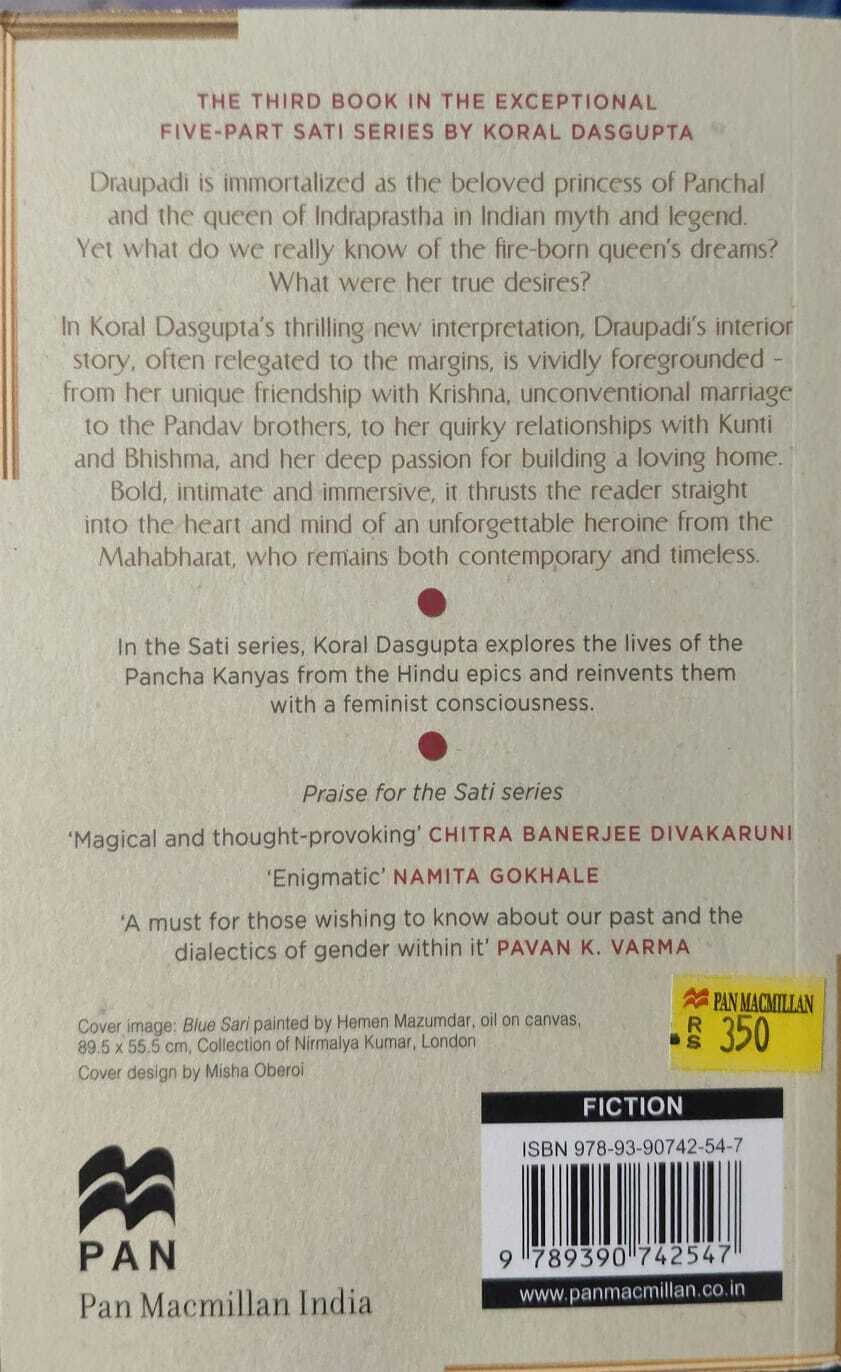 THE THIRD BOOK IN THE EXCEPTIONAL
FIVE-PART SATI SERIES BY KORAL DASGUPTA
Draupadi is immortalized as the beloved princess of Panchal
and the queen of Indraprastha in Indian myth and legend.
Yet what do we really know of the fire-born queen's dreams?
What were her true desires?
In Koral Dasgupta's thrilling new interpretation, Draupadi's interior
story, often relegated to the margins, is vividly foregrounded –
from her unique friendship with Krishna, unconventional marriage
to the Pandav brothers, to her quirky relationships with Kunti
and Bhishma, and her deep passion for building a loving home.
Bold, intimate and immersive, it thrusts the reader straight
into the heart and mind of an unforgettable heroine from the
Mahabharat, who remains both contemporary and timeless.
In the Sati series, Koral Dasgupta explores the lives of the
Pancha Kanyas from the Hindu epics and reinvents them
with a feminist consciousness.
Praise for the Sati series
‘Magical and thought-provoking’ CHITRA BANERJEE DIVAKARUNI
‘Enigmatic’ NAMITA GOKHALE
‘A must for those wishing to know about our past and the
dialectics of gender within it’ PAVAN K. VARMA
Cover image: Blue Sari painted by Hemen Mazumdar, oil on canvas,
89.5 x 55.5 cm, Collection of Nirmalya Kumar, London
Cover design by Misha Oberoi
PAN MACMILLAN
RS 350
FICTION
ISBN 978-93-90742-54-7
9 789390 742547
www.panmacmillan.co.in
PAN
Pan Macmillan India